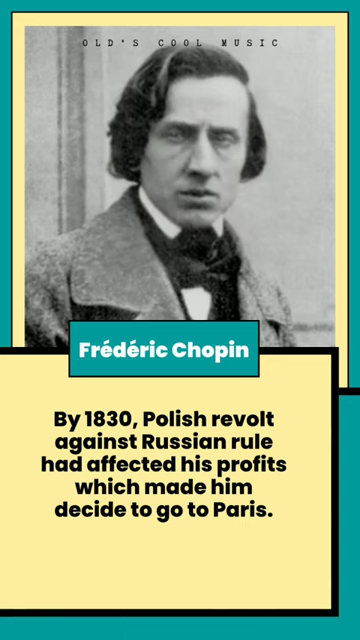 OLD'S COOL MUSIC
Frédéric Chopin
By 1830, Polish revolt
against Russian rule
had affected his profits
which made him
decide to go to Paris.